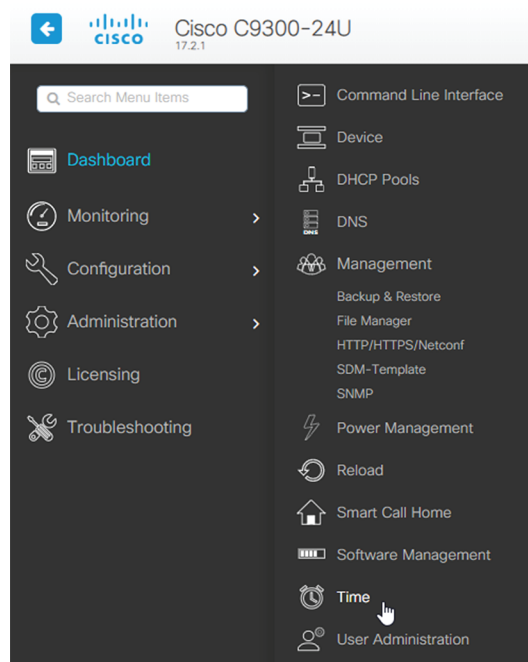 CISCO
Cisco C9300-24U
17.2.1
Search Menu Items
Dashboard
Monitoring
Configuration
Administration
Licensing
Troubleshooting
Command Line Interface
Device
DHCP Pools
DNS
DNS
Management
Backup & Restore
File Manager
HTTP/HTTPS/Netconf
SDM-Template
SNMP
Power Management
Reload
Smart Call Home
Software Management
Time
User Administration